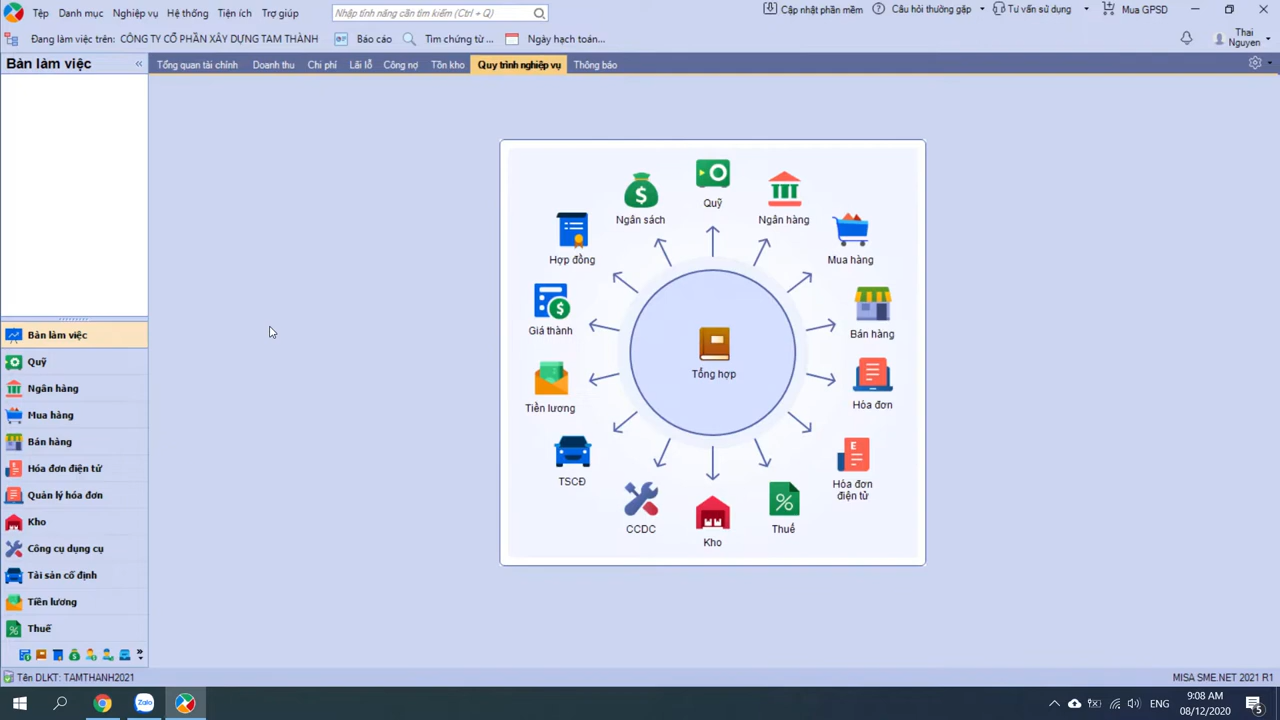 Tệp Danh mục Nghiệp vụ Hệ thống Tiện ích Trợ giúp Nhập tính năng cần tìm kiếm (Ctrl + Q) Cập nhật phần mềm Câu hỏi thường gặp Tư vấn sử dụng Mua GPSD
Đang làm việc trên: CÔNG TY CỔ PHẦN XÂY DỰNG TAM THÀNH Báo cáo Tìm chứng từ ... Ngày hạch toán... Thai Nguyen
Bàn làm việc « Tổng quan tài chính Doanh thu Chi phí Lãi lỗ Công nợ Tồn kho Quy trình nghiệp vụ Thông báo
Quỹ
Ngân sách
Ngân hàng
Hợp đồng
Mua hàng
Giá thành
Bán hàng
Tổng hợp
Tiền lương
Hóa đơn
TSCĐ
Hóa đơn
điện tử
CCDC
Kho
Thuế
Bàn làm việc
Quỹ
Ngân hàng
Mua hàng
Bán hàng
Hóa đơn điện tử
Quản lý hóa đơn
Kho
Công cụ dụng cụ
Tài sản cố định
Tiền lương
Thuế
Tên DLKT: TAMTHANH2021 MISA SME.NET 2021 R1
Zalo ENG 9:08 AM
08/12/2020 5